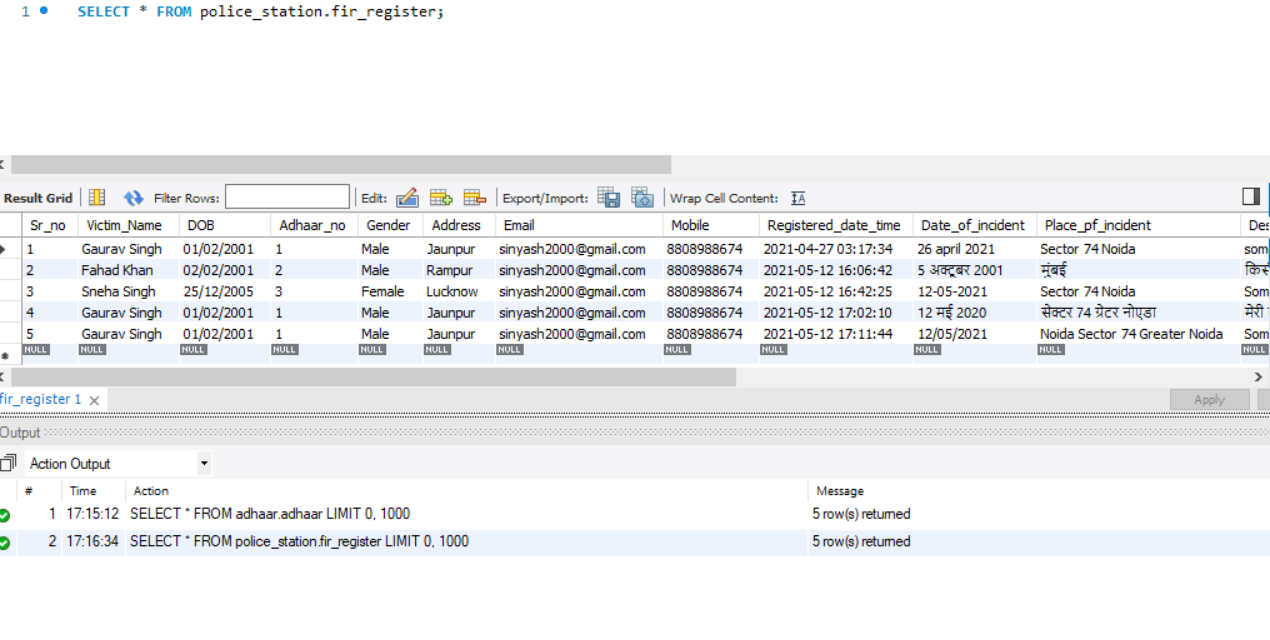 1 SELECT * FROM police_station.fir_register;
Result Grid Filter Rows: Edit: Export/Import: Wrap Cell Content: IA
Sr_no Victim_Name DOB Adhaar_no Gender Address Email Mobile Registered_date_time Date_of_incident Place_pf_incident Des
1 Gaurav Singh 01/02/2001 1 Male Jaunpur sinyash2000@gmail.com 8808988674 2021-04-27 03:17:34 26 april 2021 Sector 74 Noida som
2 Fahad Khan 02/02/2001 2 Male Rampur sinyash2000@gmail.com 8808988674 2021-05-12 16:06:42 5 अक्टूबर 2001 मुंबई
3 Sneha Singh 25/12/2005 3 Female Lucknow sinyash2000@gmail.com 8808988674 2021-05-12 16:42:25 12-05-2021 Sector 74 Noida Som
4 Gaurav Singh 01/02/2001 1 Male Jaunpur sinyash2000@gmail.com 8808988674 2021-05-12 17:02:10 12 मई 2020 सेक्टर 74 ग्रेटर नोएडा मेरी
5 Gaurav Singh 01/02/2001 1 Male Jaunpur sinyash2000@gmail.com 8808988674 2021-05-12 17:11:44 12/05/2021 Noida Sector 74 Greater Noida Som
NULL NULL NULL NULL NULL NULL NULL NULL NULL NULL NULL NULL
fir_register 1 Apply
Output
Action Output
# Time Action Message
1 17:15:12 SELECT * FROM adhaar.adhaar LIMIT 0, 1000 5 row(s) returned
2 17:16:34 SELECT * FROM police_station.fir_register LIMIT 0, 1000 5 row(s) returned